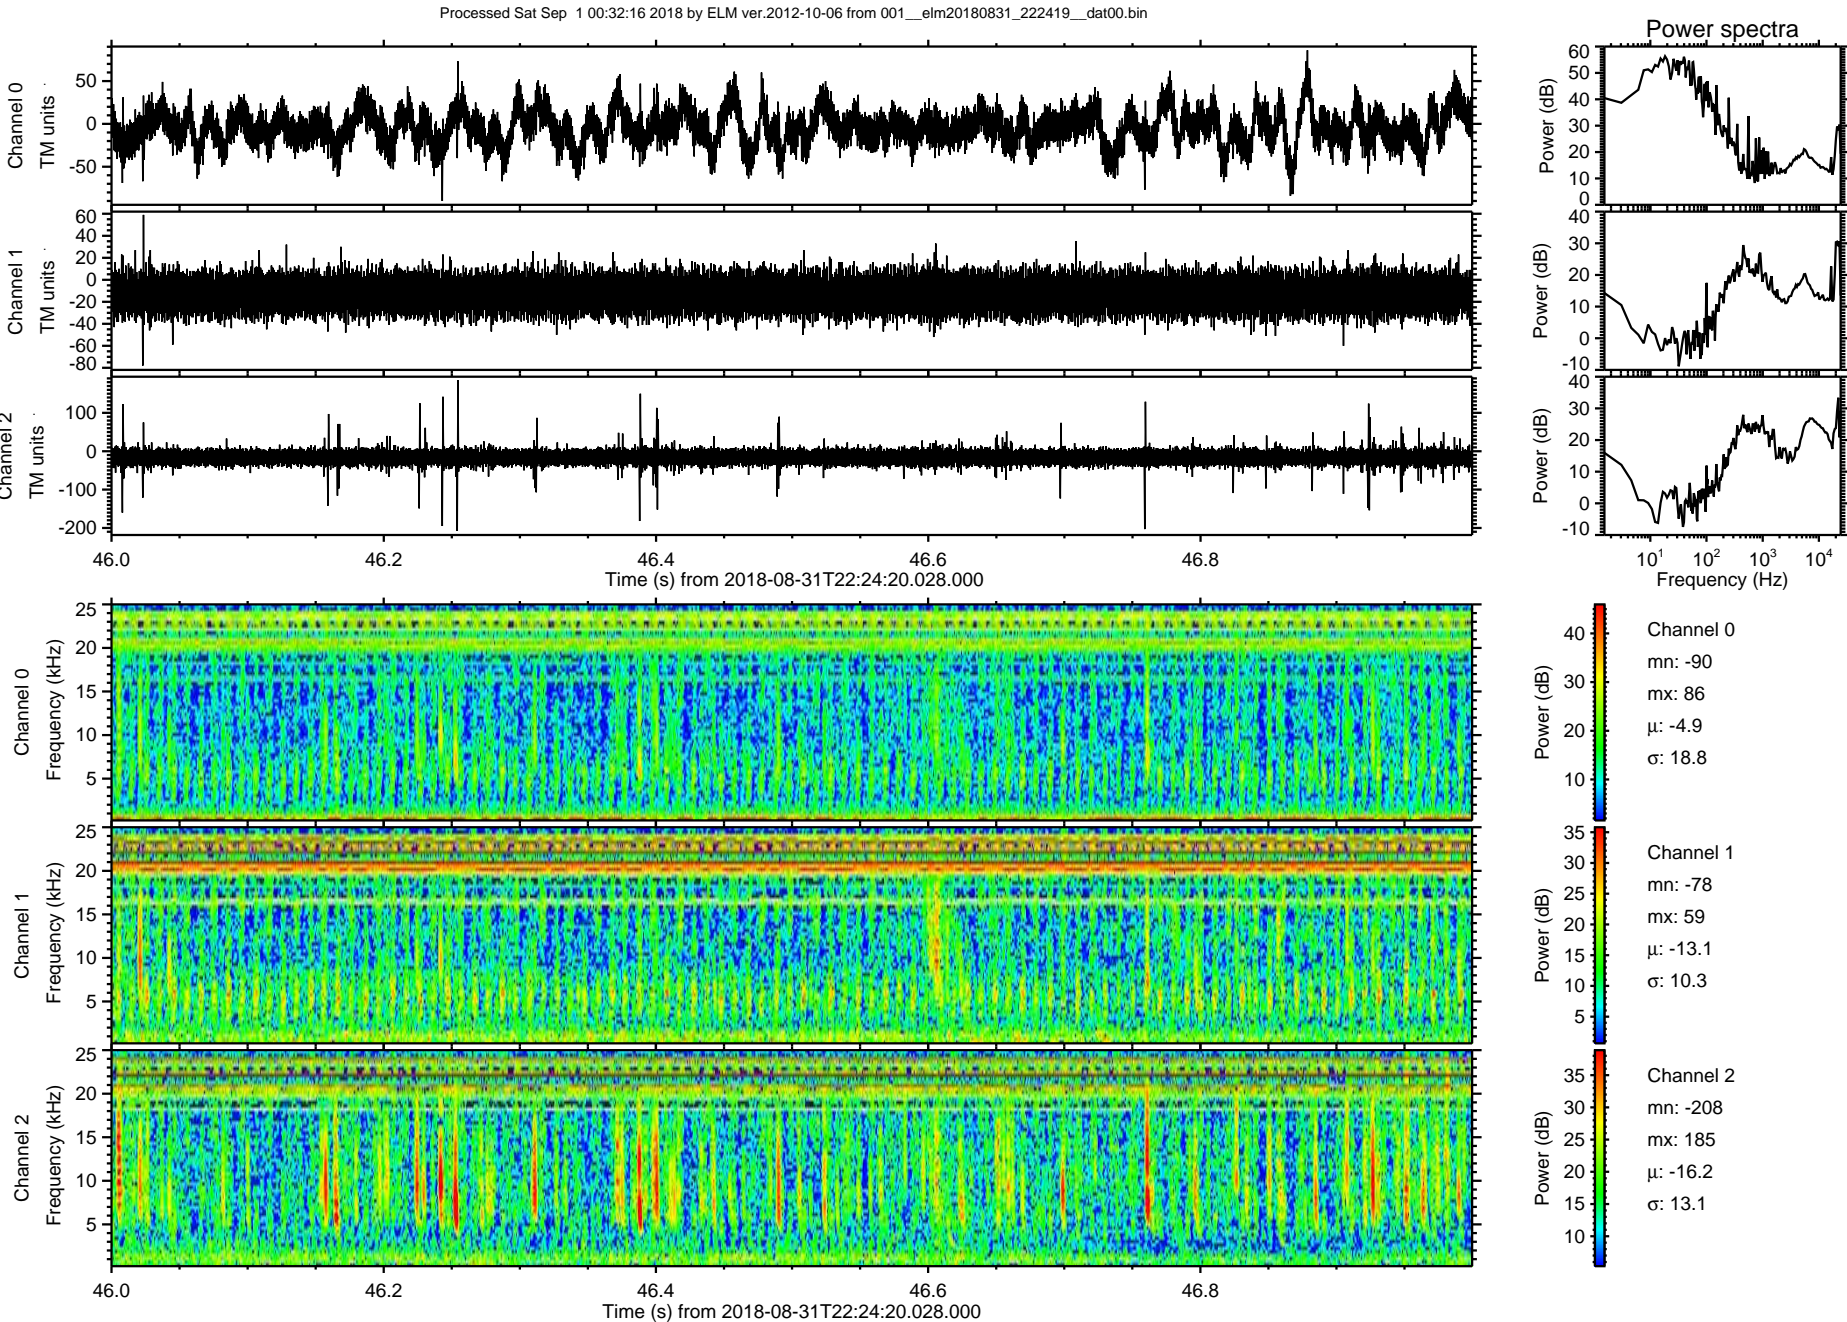 Processed Sat Sep  1 00:32:16 2018 by ELM ver.2012-10-06 from 001__elm20180831_222419__dat00.bin
Power spectra
Channel 0
TM units
50
0
-50
Power (dB)
60
50
40
30
20
10
0
Channel 1
TM units
60
40
20
0
-20
-40
-60
-80
Power (dB)
40
30
20
10
0
-10
Channel 2
TM units
100
0
-100
-200
Power (dB)
40
30
20
10
0
-10
46.0 46.2 46.4 46.6 46.8
Time (s) from 2018-08-31T22:24:20.028.000
10¹ 10² 10³ 10⁴
Frequency (Hz)
Channel 0
Frequency (kHz)
25
20
15
10
5
Power (dB)
40
30
20
10
Channel 0
mn: -90
mx: 86
μ: -4.9
σ: 18.8
Channel 1
Frequency (kHz)
25
20
15
10
5
Power (dB)
35
30
25
20
15
10
5
Channel 1
mn: -78
mx: 59
μ: -13.1
σ: 10.3
Channel 2
Frequency (kHz)
25
20
15
10
5
Power (dB)
35
30
25
20
15
10
Channel 2
mn: -208
mx: 185
μ: -16.2
σ: 13.1
46.0 46.2 46.4 46.6 46.8
Time (s) from 2018-08-31T22:24:20.028.000